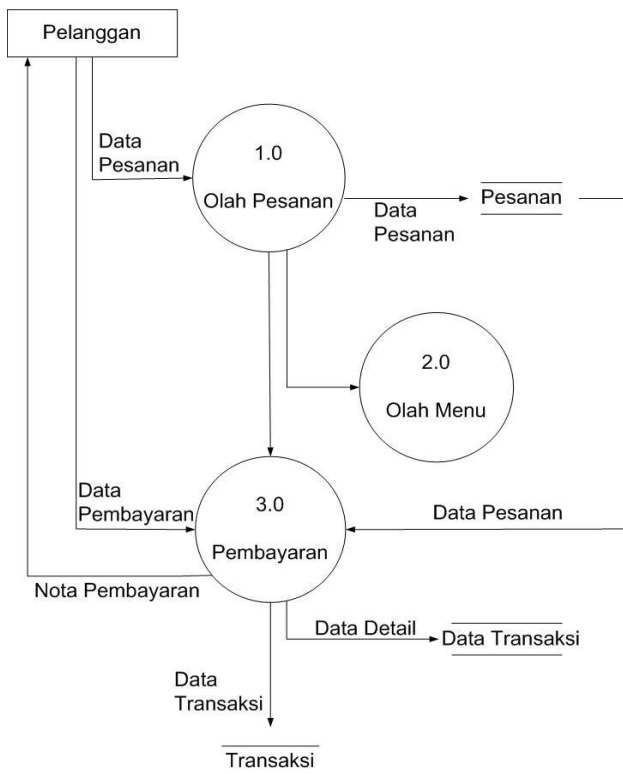 Pelanggan
Data
Pesanan
1.0
Olah Pesanan
Data
Pesanan
Pesanan
2.0
Olah Menu
Data
Pembayaran
3.0
Pembayaran
Data Pesanan
Nota Pembayaran
Data Detail
Data Transaksi
Data
Transaksi
Transaksi